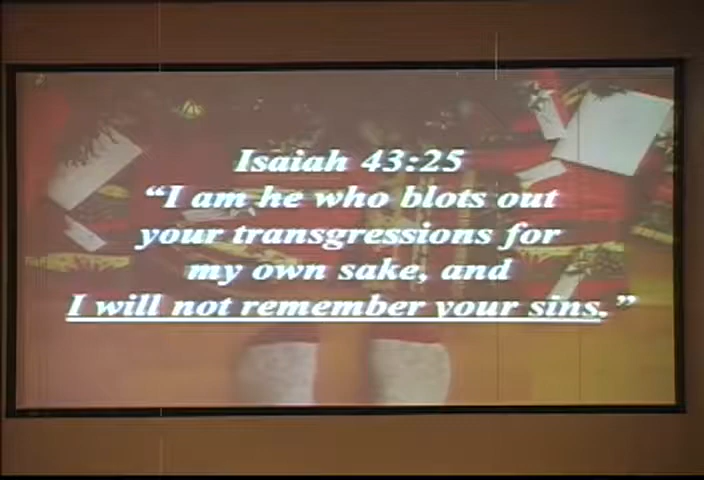 Isaiah 43:25
“I am he who blots out
your transgressions for
my own sake, and
I will not remember your sins.”